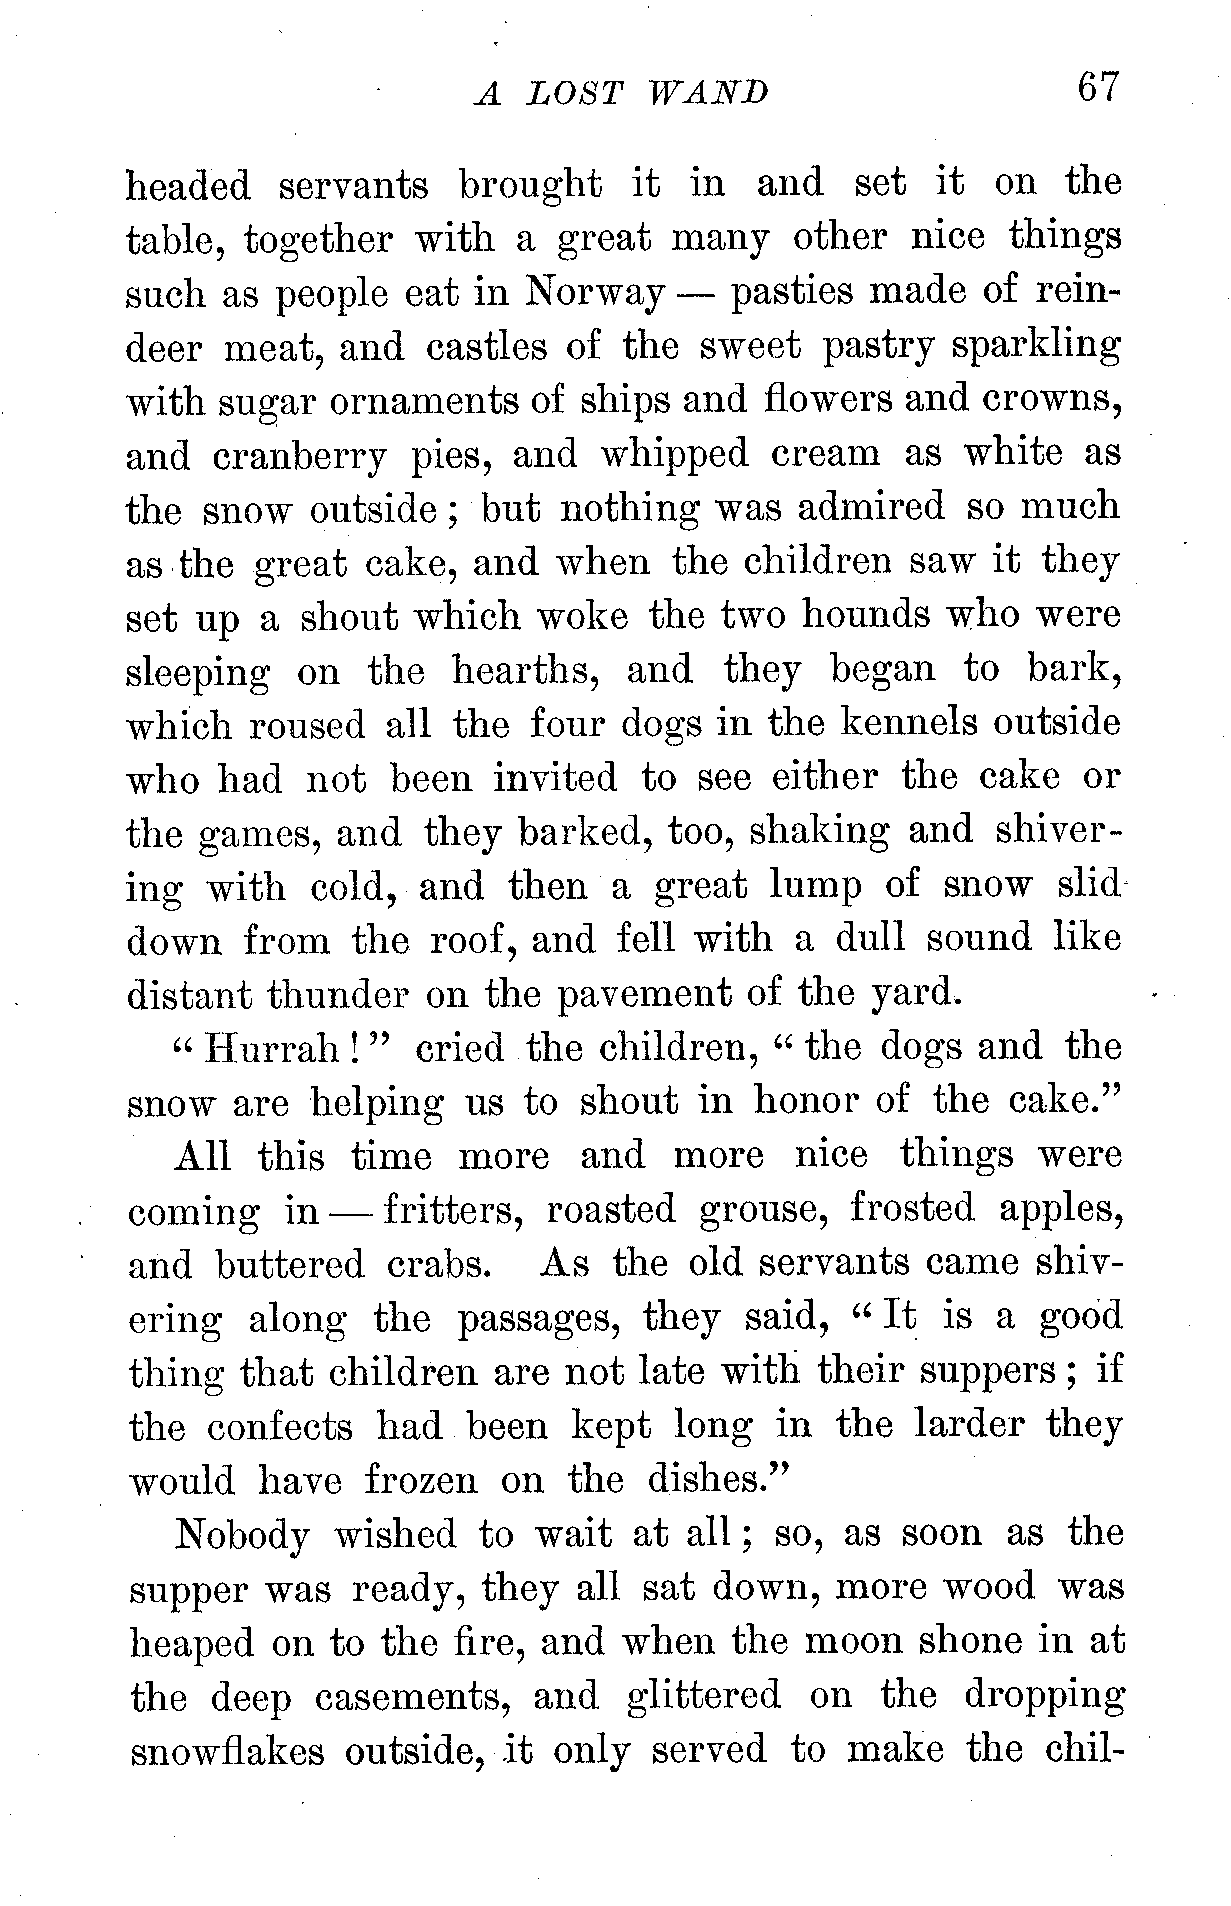 A LOST WAND 67
headed servants brought it in and set it on the
table, together with a great many other nice things
such as people eat in Norway — pasties made of rein-
deer meat, and castles of the sweet pastry sparkling
with sugar ornaments of ships and flowers and crowns,
and cranberry pies, and whipped cream as white as
the snow outside ; but nothing was admired so much
as the great cake, and when the children saw it they
set up a shout which woke the two hounds who were
sleeping on the hearths, and they began to bark,
which roused all the four dogs in the kennels outside
who had not been invited to see either the cake or
the games, and they barked, too, shaking and shiver-
ing with cold, and then a great lump of snow slid
down from the roof, and fell with a dull sound like
distant thunder on the pavement of the yard.
“ Hurrah ! ” cried the children, “ the dogs and the
snow are helping us to shout in honor of the cake.”
All this time more and more nice things were
coming in — fritters, roasted grouse, frosted apples,
and buttered crabs. As the old servants came shiv-
ering along the passages, they said, “ It is a good
thing that children are not late with their suppers ; if
the confects had been kept long in the larder they
would have frozen on the dishes.”
Nobody wished to wait at all ; so, as soon as the
supper was ready, they all sat down, more wood was
heaped on to the fire, and when the moon shone in at
the deep casements, and glittered on the dropping
snowflakes outside, it only served to make the chil-